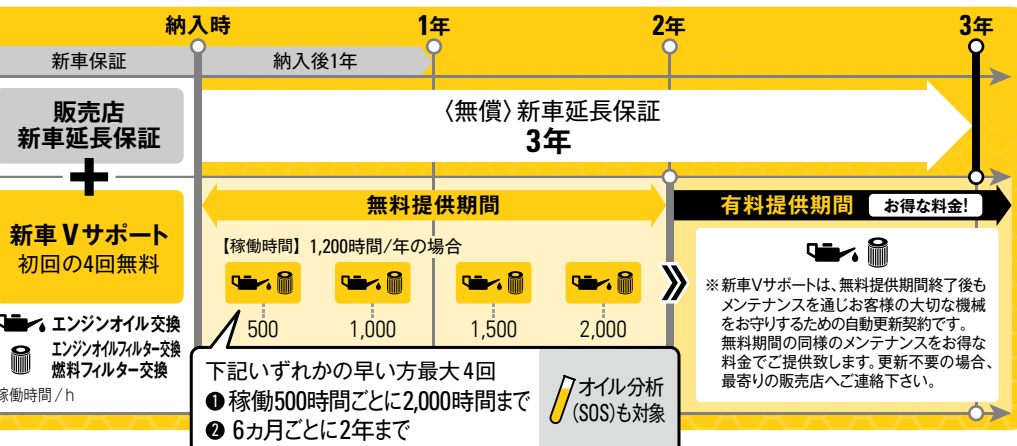 納入時 1年 2年 3年
新車保証 納入後1年
販売店
新車延長保証
〈無償〉新車延長保証
3年
新車Vサポート
初回の4回無料
無料提供期間
有料提供期間 お得な料金!
【稼働時間】1,200時間/年の場合
500 1,000 1,500 2,000
エンジンオイル交換
エンジンオイルフィルター交換
燃料フィルター交換
稼働時間/h
下記いずれかの早い方最大4回
❶稼働500時間ごとに2,000時間まで
❷ 6ヵ月ごとに2年まで
オイル分析
(SOS)も対象
※新車Vサポートは、無料提供期間終了後も
メンテナンスを通じお客様の大切な機械
をお守りするための自動更新契約です。
無料期間の同様のメンテナンスをお得な
料金でご提供致します。更新不要の場合、
最寄りの販売店へご連絡下さい。